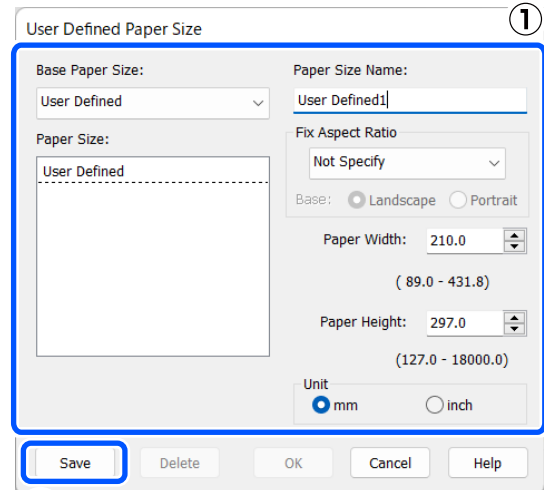 User Defined Paper Size
①
Base Paper Size:
User Defined
Paper Size:
User Defined
Paper Size Name:
User Defined1
Fix Aspect Ratio
Not Specify
Base: Landscape Portrait
Paper Width: 210.0
( 89.0 - 431.8)
Paper Height: 297.0
(127.0 - 18000.0)
Unit
mm inch
Save Delete OK Cancel Help